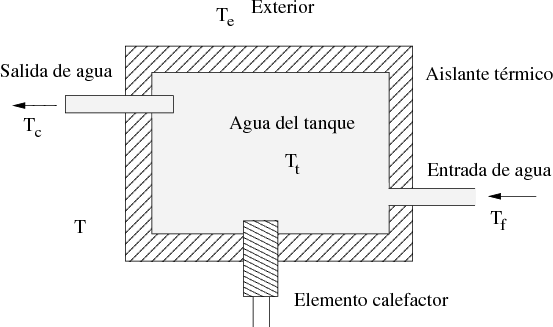 Exterior
Te
Salida de agua
Aislante térmico
Tc
Agua del tanque
Tt
Entrada de agua
Tf
T
Elemento calefactor